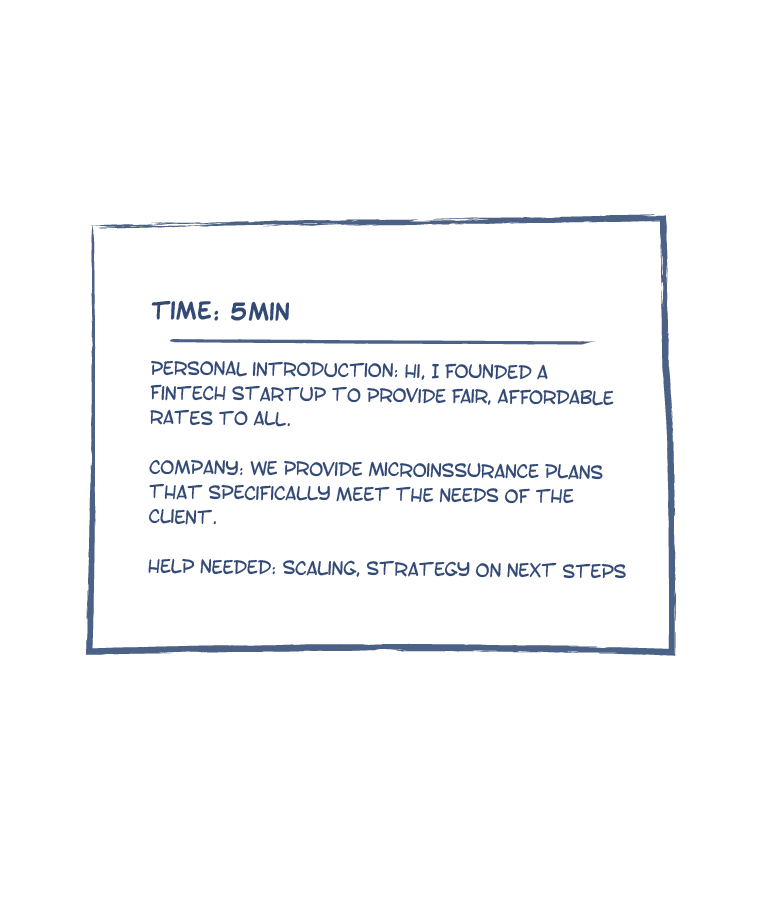 TIME: 5MIN
PERSONAL INTRODUCTION: HI, I FOUNDED A
FINTECH STARTUP TO PROVIDE FAIR, AFFORDABLE
RATES TO ALL.
COMPANY: WE PROVIDE MICROINSSURANCE PLANS
THAT SPECIFICALLY MEET THE NEEDS OF THE
CLIENT.
HELP NEEDED: SCALING, STRATEGY ON NEXT STEPS